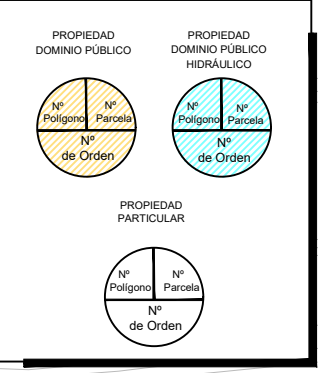 PROPIEDAD
DOMINIO PÚBLICO
Nº
Polígono
Nº
Parcela
Nº
de Orden
PROPIEDAD
DOMINIO PÚBLICO
HIDRÁULICO
Nº
Polígono
Nº
Parcela
Nº
de Orden
PROPIEDAD
PARTICULAR
Nº
Polígono
Nº
Parcela
Nº
de Orden